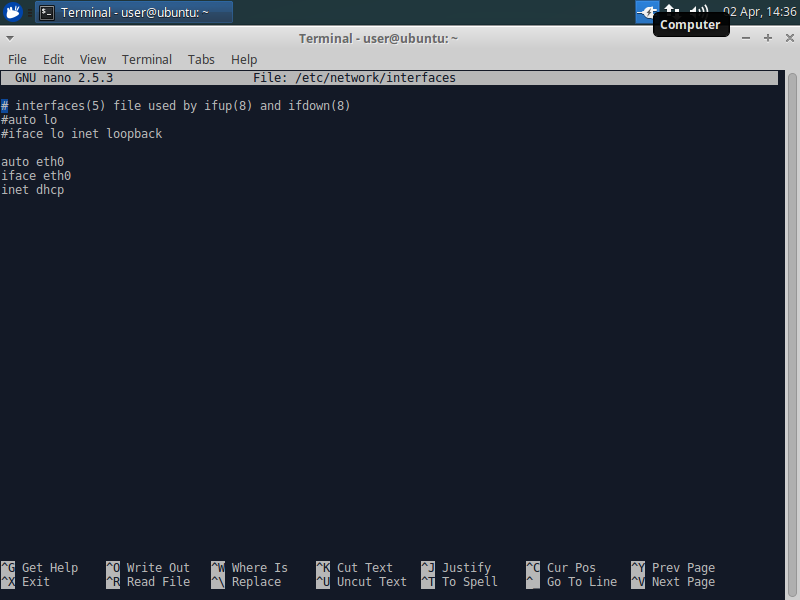 Terminal - user@ubuntu: ~
02 Apr, 14:36
Computer
Terminal - user@ubuntu: ~
File Edit View Terminal Tabs Help
GNU nano 2.5.3 File: /etc/network/interfaces
# interfaces(5) file used by ifup(8) and ifdown(8)
#auto lo
#iface lo inet loopback
auto eth0
iface eth0
inet dhcp
^G Get Help ^O Write Out ^W Where Is ^K Cut Text ^J Justify ^C Cur Pos ^Y Prev Page
^X Exit ^R Read File ^\ Replace ^U Uncut Text ^T To Spell ^_ Go To Line ^V Next Page